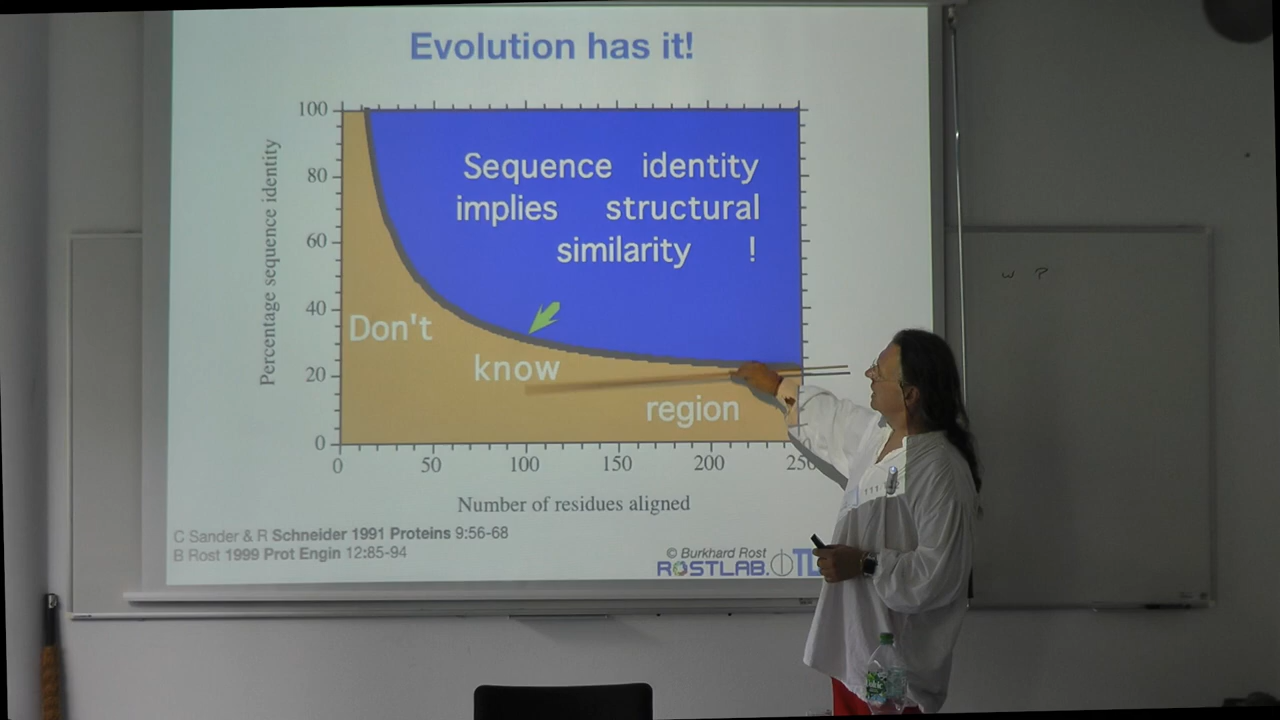 Evolution has it!
Percentage sequence identity
100
80
60
40
20
0
Sequence identity
implies structural
similarity !
Don't
know
region
0 50 100 150 200 250
Number of residues aligned
C Sander & R Schneider 1991 Proteins 9:56-68
B Rost 1999 Prot Engin 12:85-94
© Burkhard Rost
ROSTLAB.
w ?